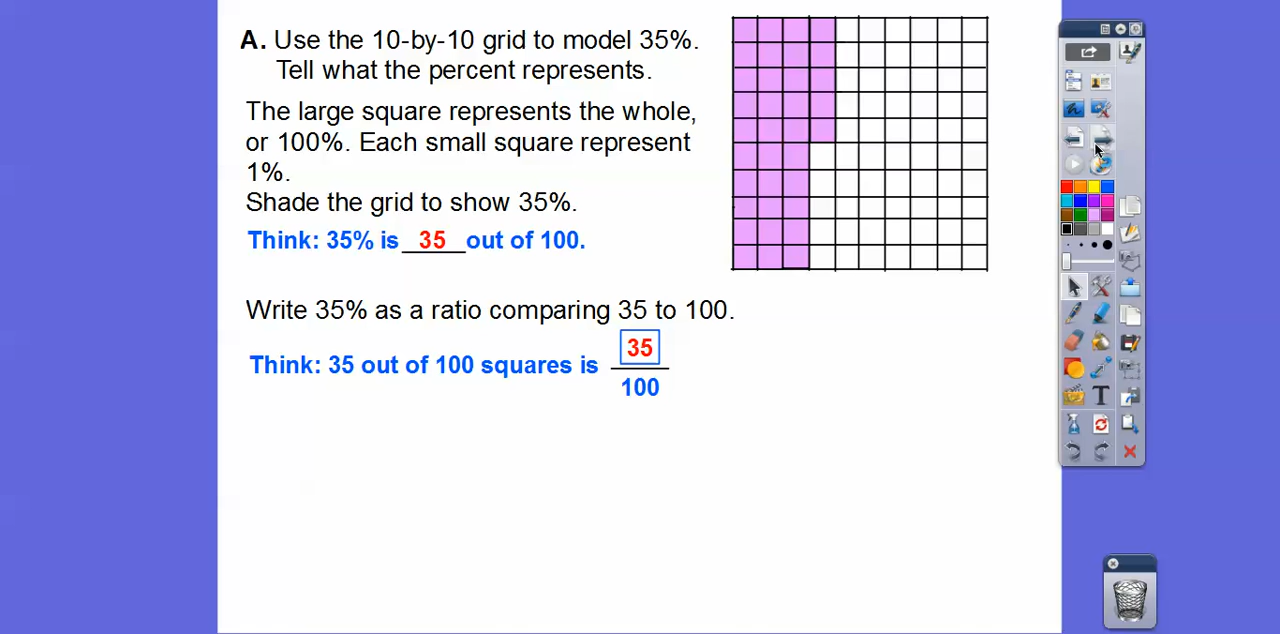 A. Use the 10-by-10 grid to model 35%.
Tell what the percent represents.
The large square represents the whole,
or 100%. Each small square represent
1%.
Shade the grid to show 35%.
Think: 35% is 35 out of 100.
Write 35% as a ratio comparing 35 to 100.
Think: 35 out of 100 squares is 35
100
T